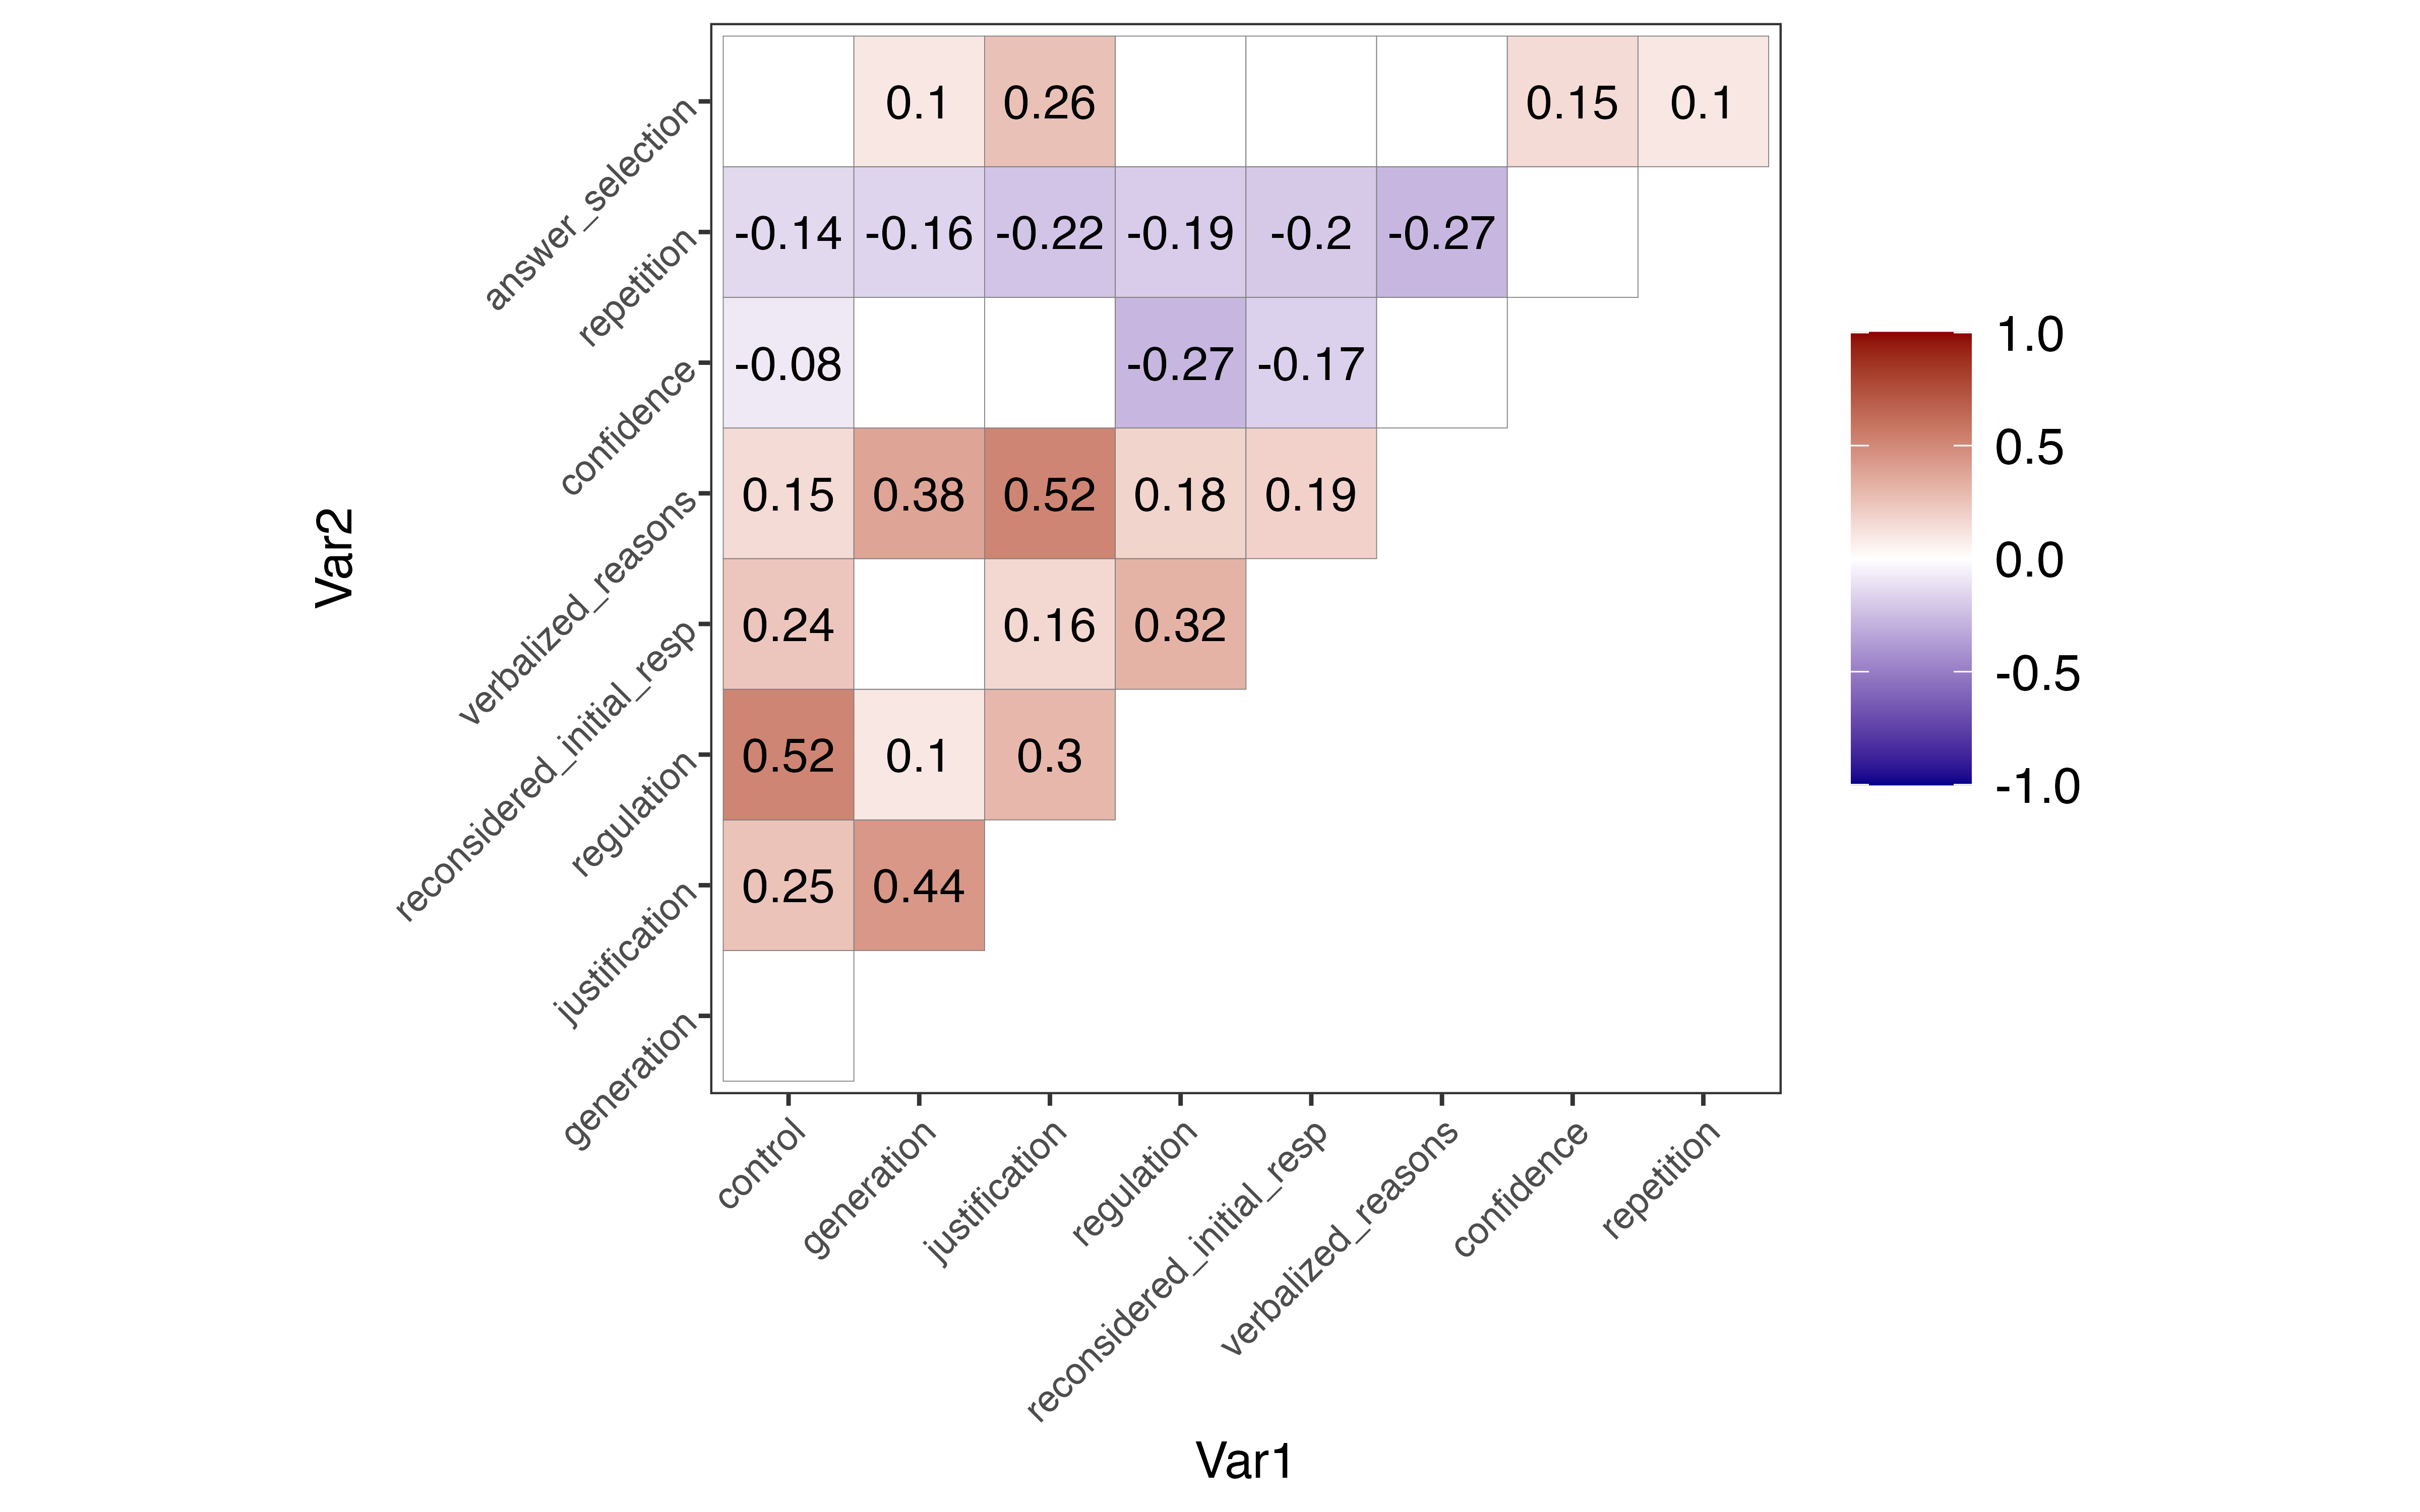 answer_selection
0.1 0.26 0.15 0.1
repetition
-0.14 -0.16 -0.22 -0.19 -0.2 -0.27
confidence
-0.08 -0.27 -0.17
verbalized_reasons
0.15 0.38 0.52 0.18 0.19
reconsidered_initial_resp
0.24 0.16 0.32
regulation
0.52 0.1 0.3
justification
0.25 0.44
generation
Var2
control
generation
justification
regulation
reconsidered_initial_resp
verbalized_reasons
confidence
repetition
Var1
1.0
0.5
0.0
-0.5
-1.0